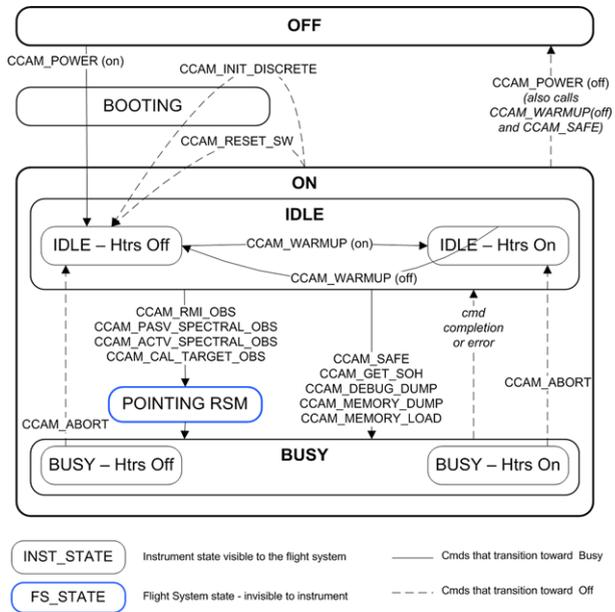 OFF
CCAM_POWER (on)
CCAM_INIT_DISCRETE
CCAM_POWER (off)
(also calls
CCAM_WARMUP(off)
and CCAM_SAFE)
BOOTING
CCAM_RESET_SW
ON
IDLE
IDLE – Htrs Off
CCAM_WARMUP (on)
IDLE – Htrs On
CCAM_WARMUP (off)
CCAM_RMI_OBS
CCAM_PASV_SPECTRAL_OBS
CCAM_ACTV_SPECTRAL_OBS
CCAM_CAL_TARGET_OBS
cmd
completion
or error
CCAM_SAFE
CCAM_GET_SOH
CCAM_DEBUG_DUMP
CCAM_MEMORY_DUMP
CCAM_MEMORY_LOAD
CCAM_ABORT
POINTING RSM
CCAM_ABORT
BUSY
BUSY – Htrs Off
BUSY – Htrs On
INST_STATE
Instrument state visible to the flight system
Cmds that transition toward Busy
FS_STATE
Flight System state - invisible to instrument
Cmds that transition toward Off